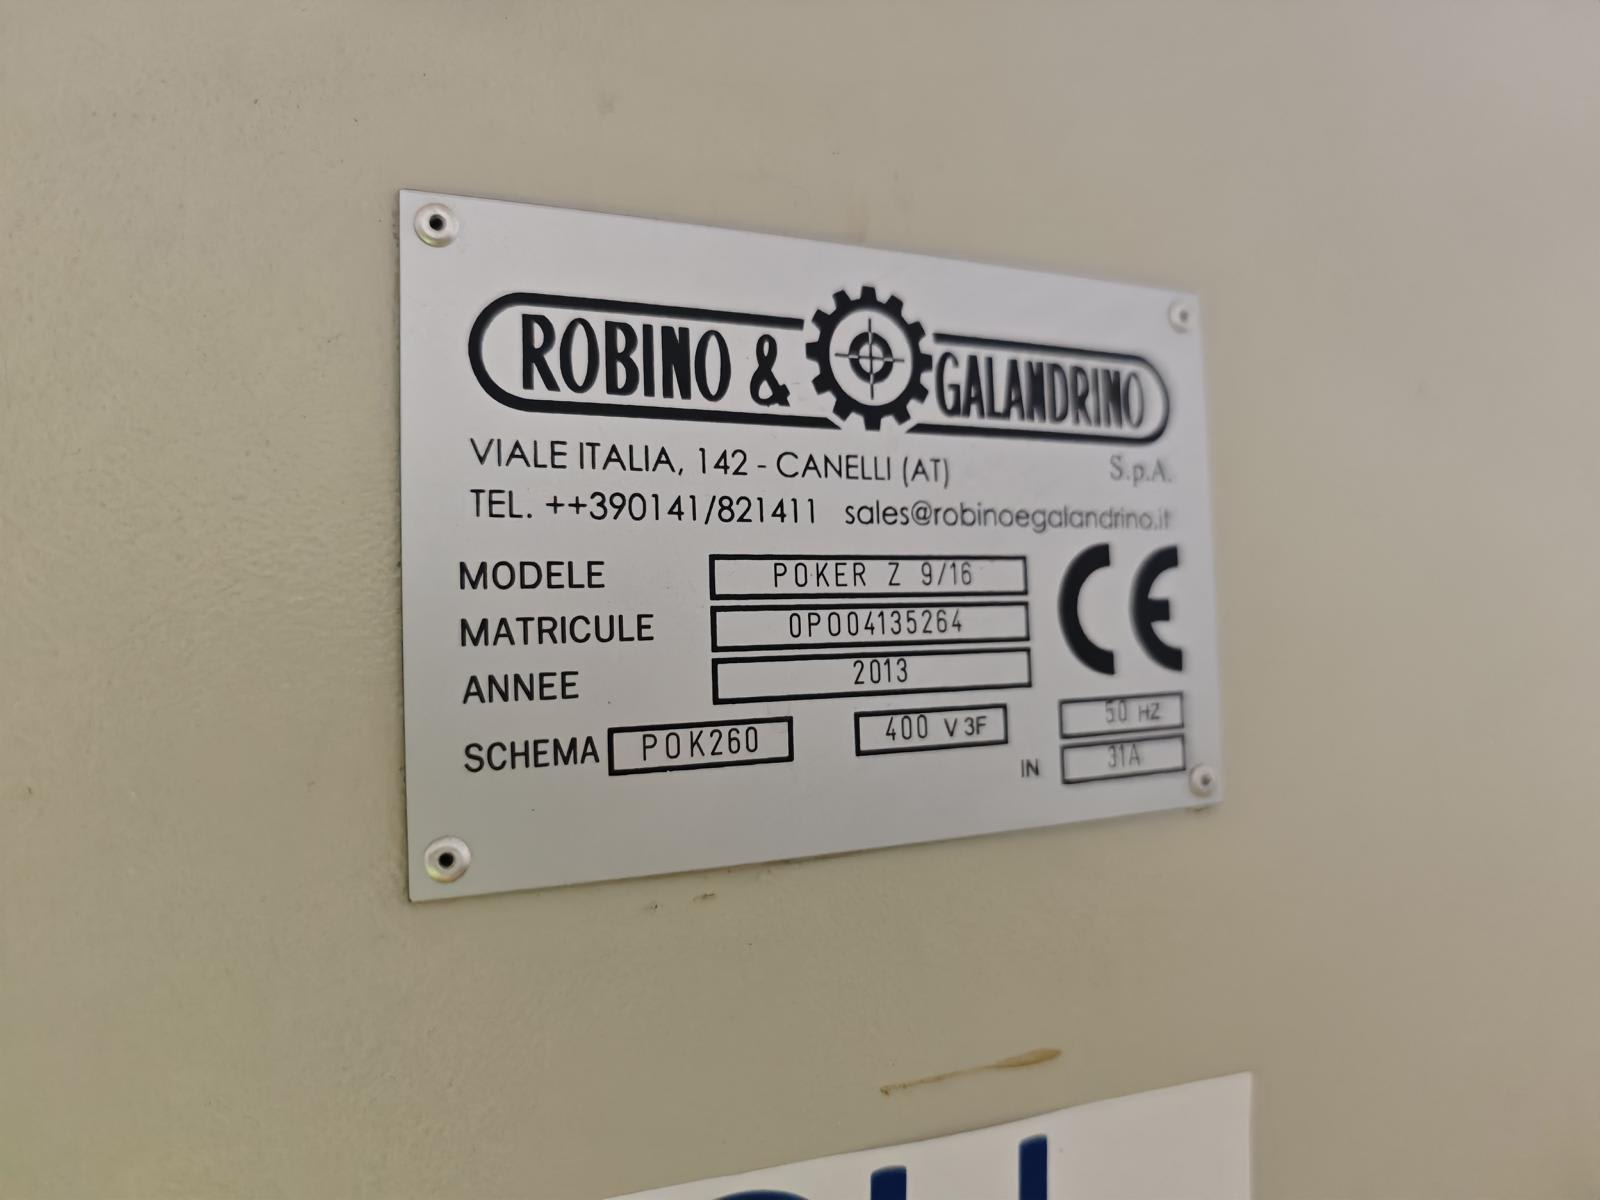 ROBINO & GALANDRINO
S.p.A.
VIALE ITALIA, 142 - CANELLI (AT)
TEL. ++390141/821411 sales@robinoegalandrino.it
MODELE POKER Z 9/16
MATRICULE 0P004135264
ANNEE 2013
CE
SCHEMA POK260 400 V 3F 50 HZ
IN 31A